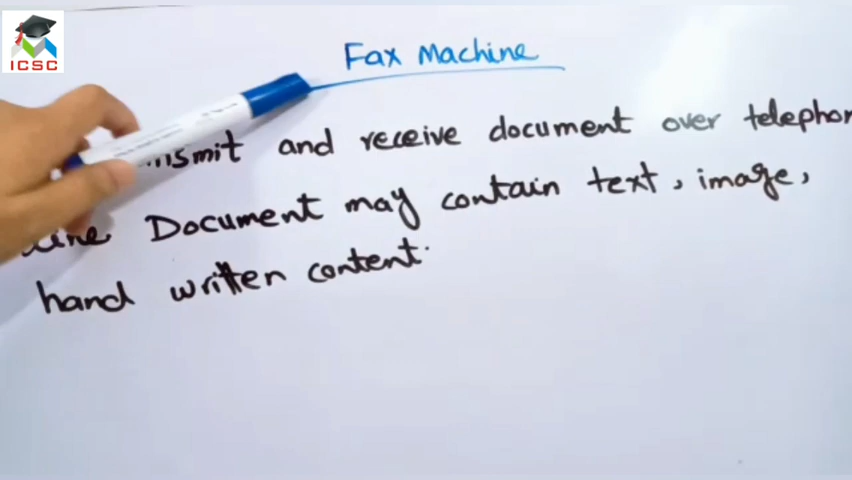 ICSC
Fax Machine
and receive document over
Document may contain text, image,
hand written content.